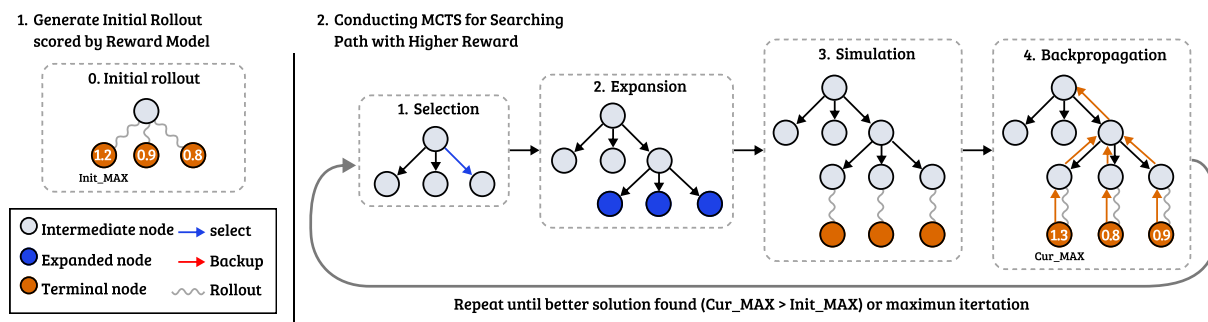 1. Generate Initial Rollout
scored by Reward Model
0. Initial rollout
1.2 0.9 0.8
Init_MAX
Intermediate node
select
Expanded node
Backup
Terminal node
Rollout
2. Conducting MCTS for Searching
Path with Higher Reward
1. Selection
2. Expansion
3. Simulation
4. Backpropagation
1.3 0.8 0.9
Cur_MAX
Repeat until better solution found (Cur_MAX > Init_MAX) or maximun itertation